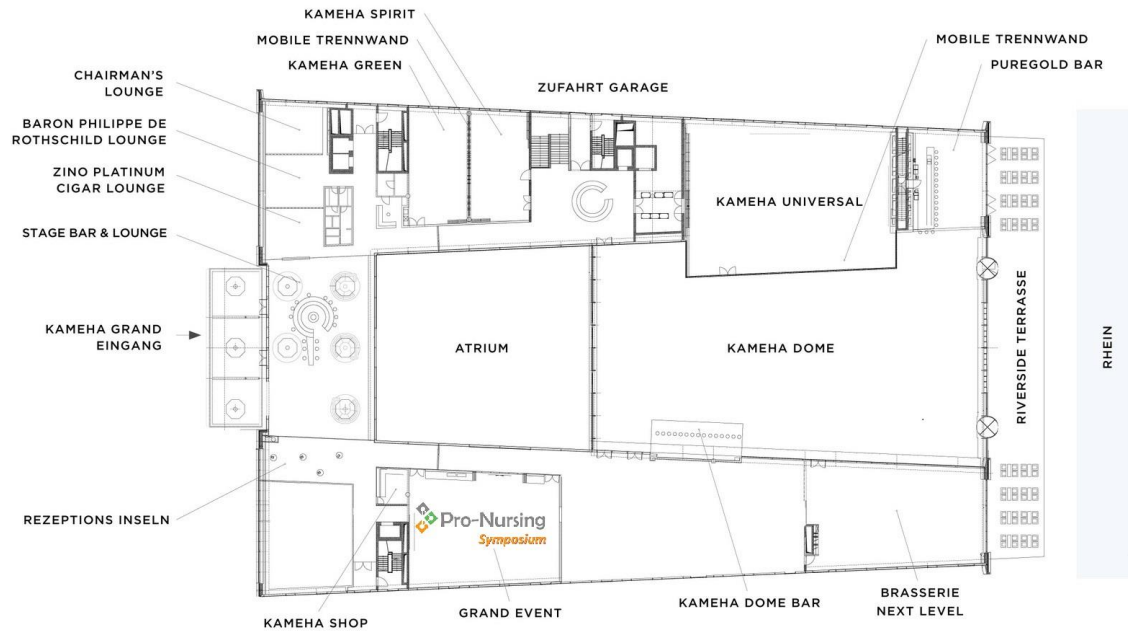 KAMEHA SPIRIT
MOBILE TRENNWAND
KAMEHA GREEN
CHAIRMAN'S
LOUNGE
BARON PHILIPPE DE
ROTHSCHILD LOUNGE
ZINO PLATINUM
CIGAR LOUNGE
STAGE BAR & LOUNGE
KAMEHA GRAND
EINGANG
REZEPTIONS INSELN
KAMEHA SHOP
ZUFAHRT GARAGE
MOBILE TRENNWAND
PUREGOLD BAR
KAMEHA UNIVERSAL
ATRIUM
KAMEHA DOME
RIVERSIDE TERRASSE
RHEIN
Pro-Nursing
Symposium
GRAND EVENT
KAMEHA DOME BAR
BRASSERIE
NEXT LEVEL